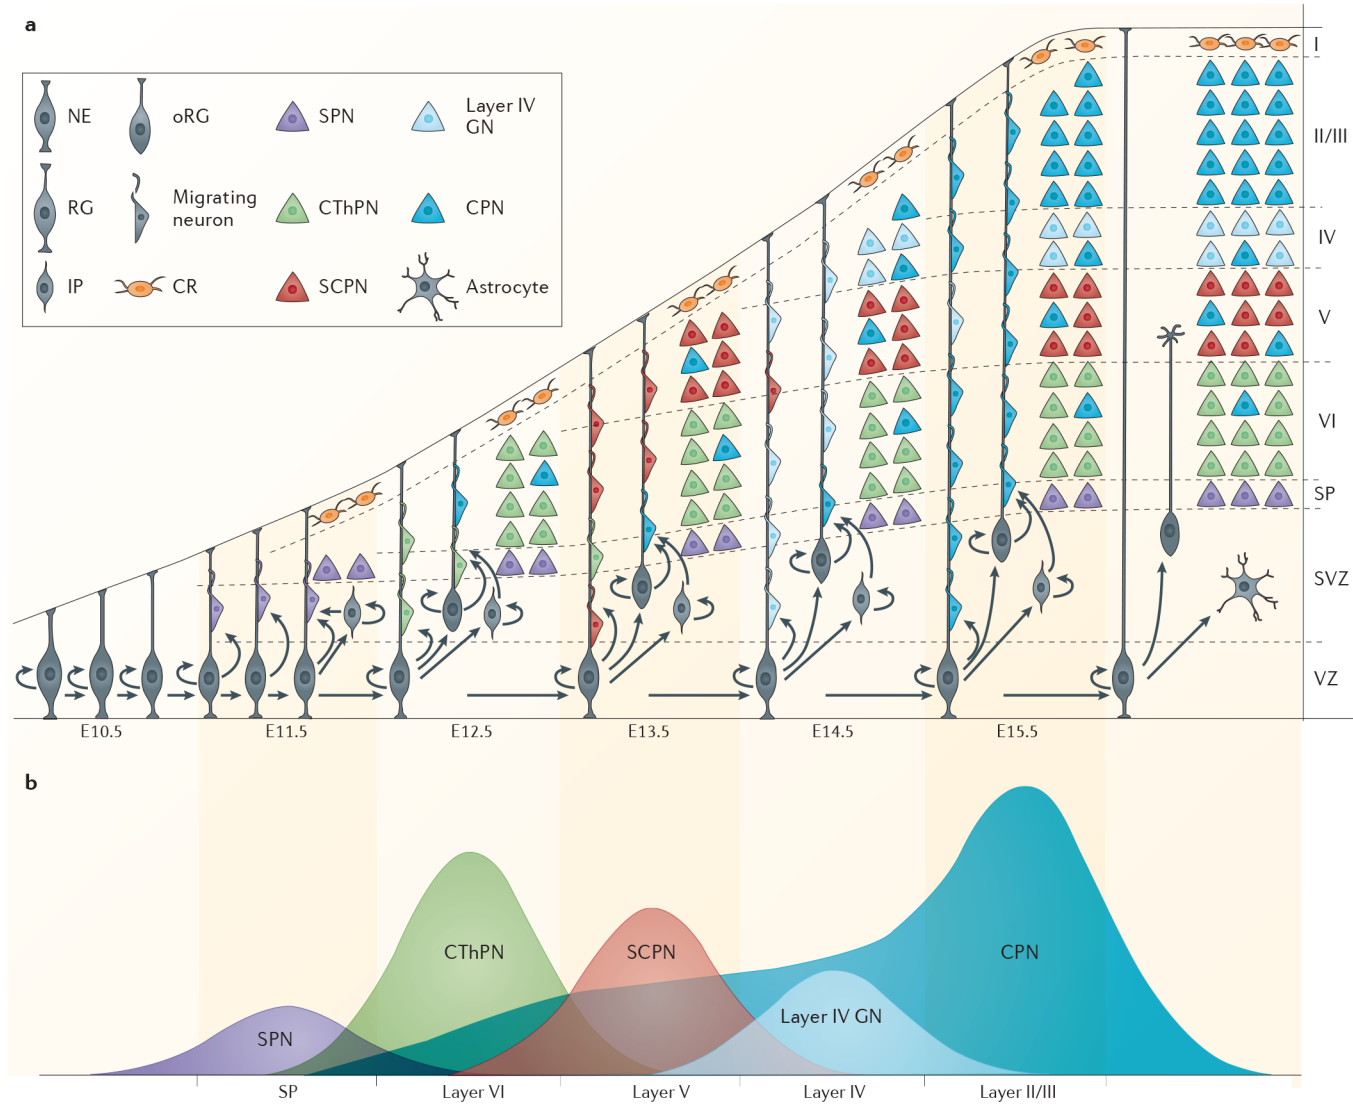 a
NE
oRG
SPN
Layer IV
GN
RG
Migrating
neuron
CThPN
CPN
IP
CR
SCPN
Astrocyte
I
II/III
IV
V
VI
SP
SVZ
VZ
E10.5
E11.5
E12.5
E13.5
E14.5
E15.5
b
SPN
CThPN
SCPN
Layer IV GN
CPN
SP
Layer VI
Layer V
Layer IV
Layer II/III